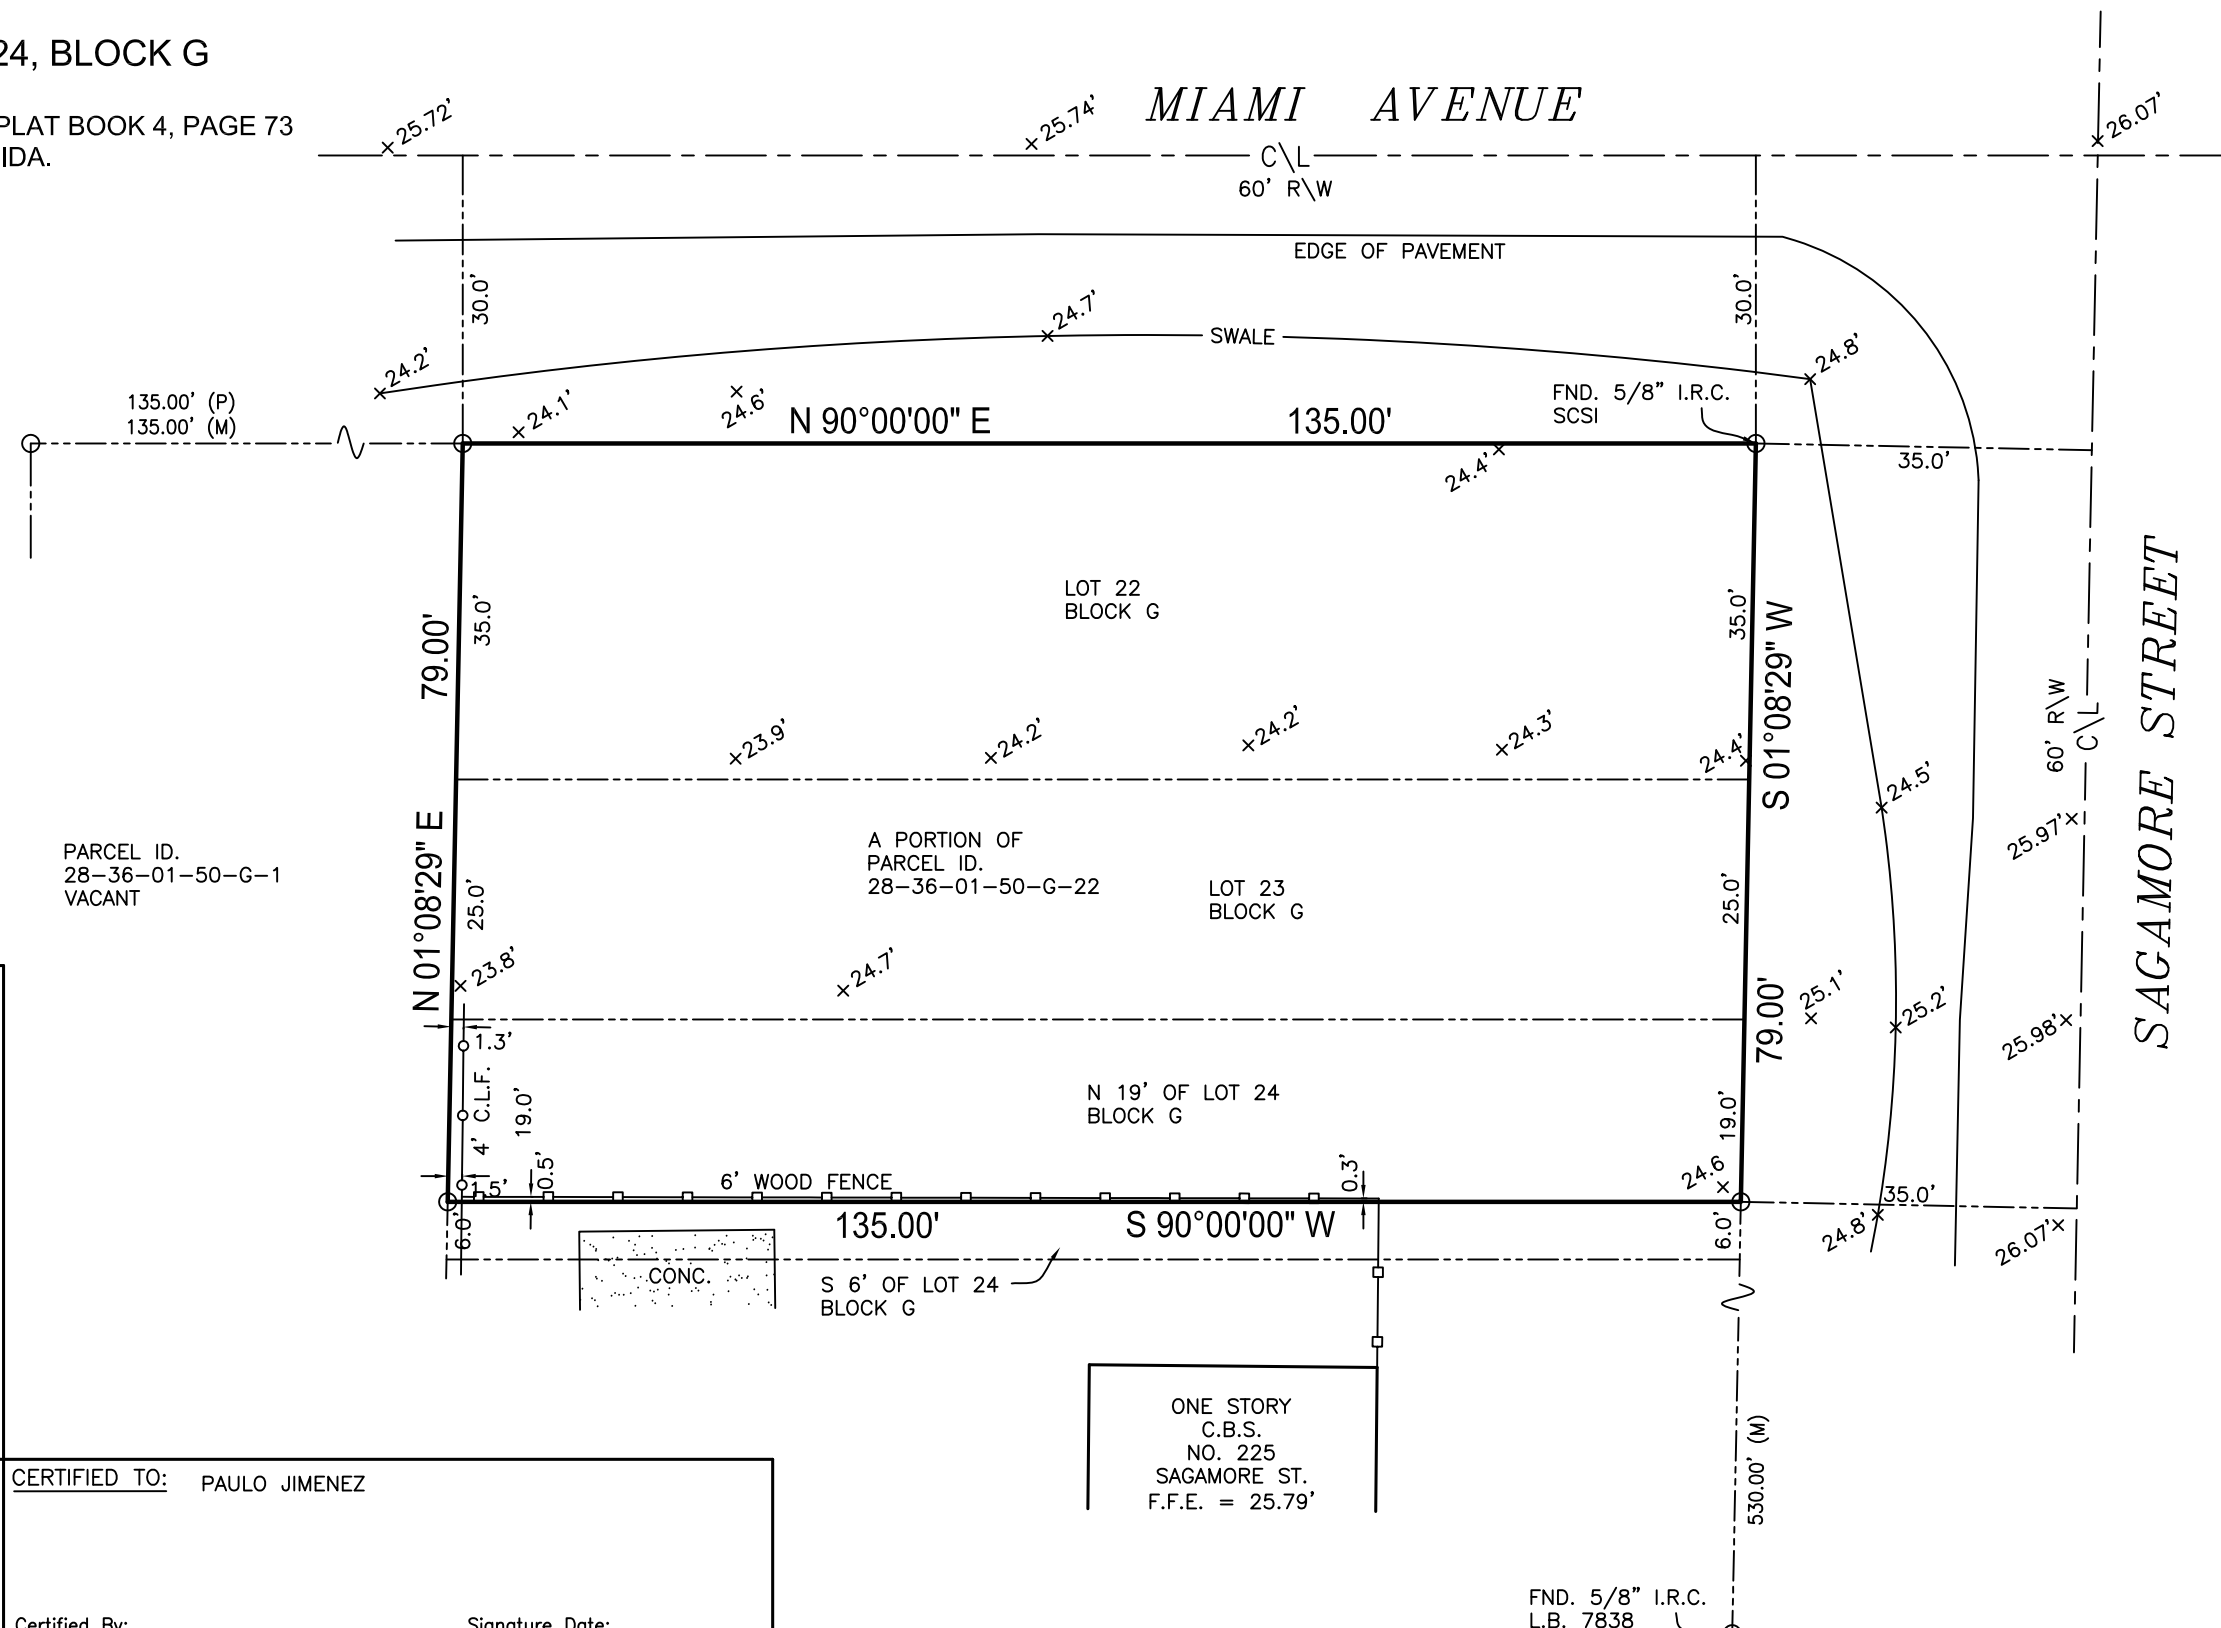 24, BLOCK G
PLAT BOOK 4, PAGE 73
IDA.
25.72'
25.74'
MIAMI AVENUE
26.07'
C\L
60' R\W
EDGE OF PAVEMENT
30.0'
30.0'
24.7'
SWALE
24.2'
24.8'
135.00' (P)
135.00' (M)
24.1'
24.6'
N 90°00'00" E
135.00'
FND. 5/8" I.R.C.
SCSI
24.4'
35.0'
LOT 22
BLOCK G
79.00'
35.0'
35.0'
S 01°08'29" W
SAGAMORE STREET
60' R\W
C\L
23.9'
24.2'
24.2'
24.3'
24.4'
24.5'
25.97'
A PORTION OF
PARCEL ID.
28-36-01-50-G-22
PARCEL ID.
28-36-01-50-G-1
VACANT
N 01°08'29" E
25.0'
LOT 23
BLOCK G
25.0'
23.8'
24.7'
79.00'
25.1'
25.2'
25.98'
1.3'
4' C.L.F.
19.0'
N 19' OF LOT 24
BLOCK G
19.0'
1.5'
0.5'
6' WOOD FENCE
0.3'
24.6
35.0'
6.0'
135.00'
S 90°00'00" W
6.0'
24.8'
26.07'
CONC.
S 6' OF LOT 24
BLOCK G
ONE STORY
C.B.S.
NO. 225
SAGAMORE ST.
F.F.E. = 25.79'
530.00' (M)
CERTIFIED TO: PAULO JIMENEZ
FND. 5/8" I.R.C.
L.B. 7838
Certified By:
Signature Date: